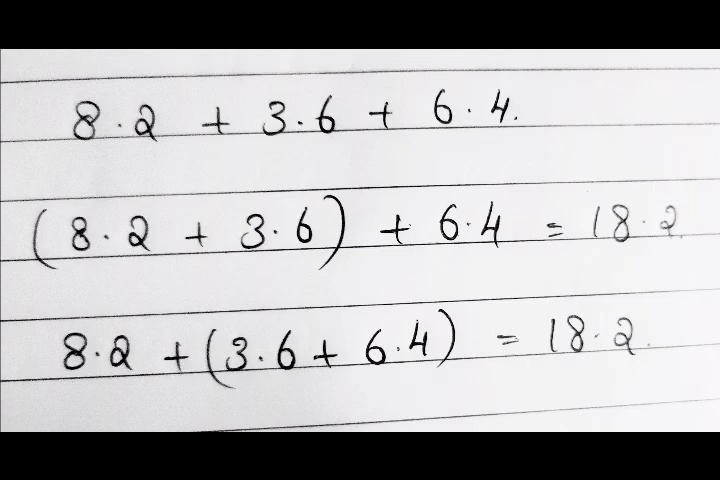 8.2 + 3.6 + 6.4.
(8.2 + 3.6) + 6.4 = 18.2.
8.2 + (3.6 + 6.4) = 18.2.